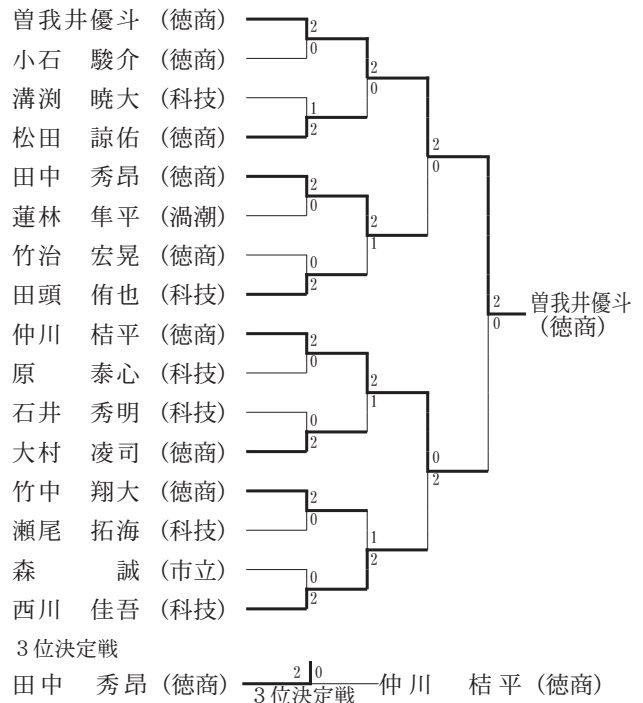 曽我井優斗 (徳商)
2
0
小石 駿介 (徳商)
2
0
溝渕 暁大 (科技)
1
2
松田 諒佑 (徳商)
2
0
田中 秀昂 (徳商)
2
0
蓮林 隼平 (渦潮)
2
1
竹治 宏晃 (徳商)
0
2
田頭 侑也 (科技)
2
0
曽我井優斗
(徳商)
仲川 桔平 (徳商)
2
0
原 泰心 (科技)
2
1
石井 秀明 (科技)
0
2
大村 凌司 (徳商)
0
2
竹中 翔大 (徳商)
2
0
瀬尾 拓海 (科技)
1
2
森 誠 (市立)
0
2
西川 佳吾 (科技)
3位決定戦
田中 秀昂 (徳商) 2 0 仲川 桔平 (徳商)
3位決定戦